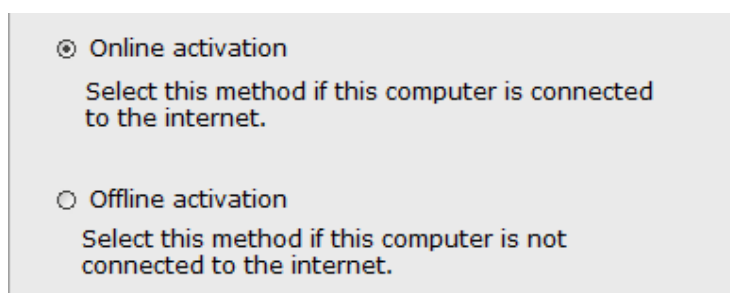 Online activation
Select this method if this computer is connected
to the internet.
Offline activation
Select this method if this computer is not
connected to the internet.